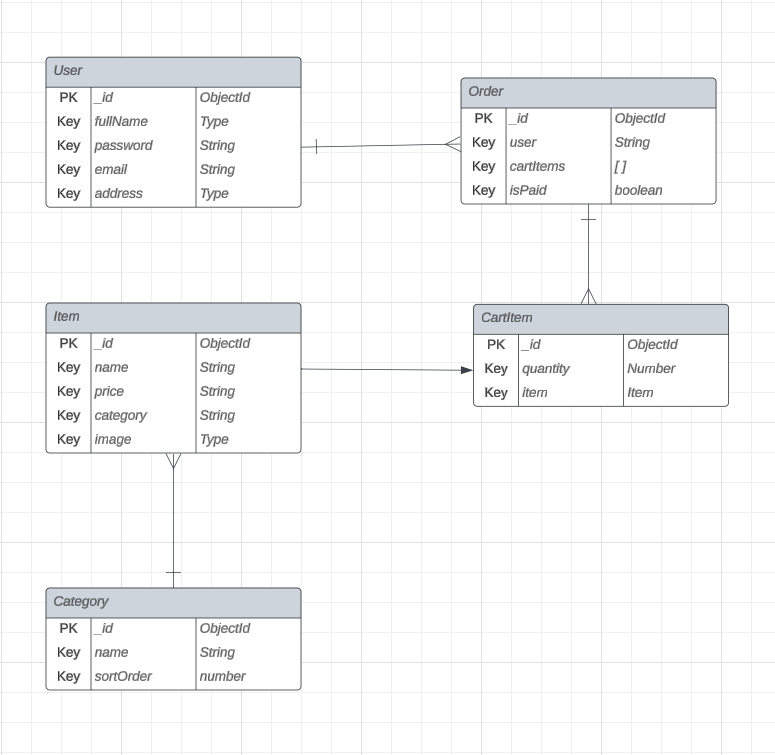 User
PK _id ObjectId
Key fullName Type
Key password String
Key email String
Key address Type
Order
PK _id ObjectId
Key user String
Key cartItems [ ]
Key isPaid boolean
Item
PK _id ObjectId
Key name String
Key price String
Key category String
Key image Type
CartItem
PK _id ObjectId
Key quantity Number
Key item Item
Category
PK _id ObjectId
Key name String
Key sortOrder number